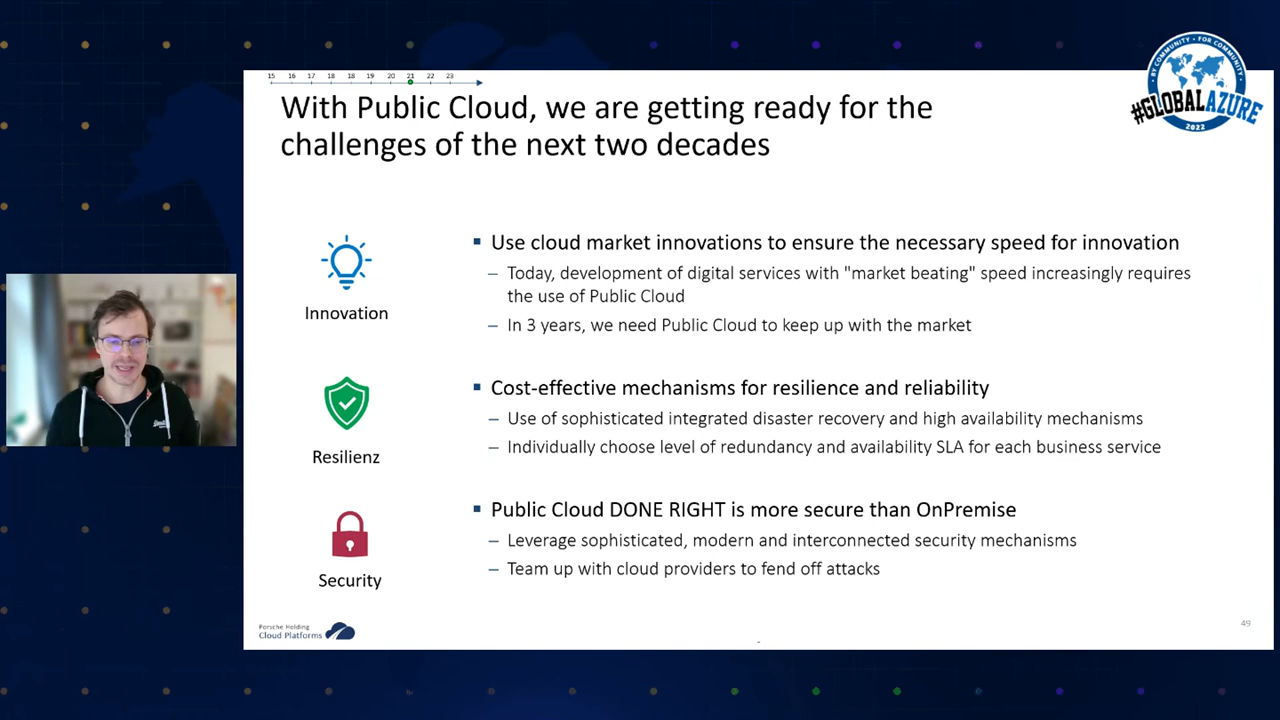 15 16 17 18 18 19 20 21 22 23
With Public Cloud, we are getting ready for the
challenges of the next two decades
BY COMMUNITY • FOR COMMUNITY
#GLOBALAZURE
2022
Innovation
▪ Use cloud market innovations to ensure the necessary speed for innovation
– Today, development of digital services with "market beating" speed increasingly requires
the use of Public Cloud
– In 3 years, we need Public Cloud to keep up with the market
Resilienz
▪ Cost-effective mechanisms for resilience and reliability
– Use of sophisticated integrated disaster recovery and high availability mechanisms
– Individually choose level of redundancy and availability SLA for each business service
Security
▪ Public Cloud DONE RIGHT is more secure than OnPremise
– Leverage sophisticated, modern and interconnected security mechanisms
– Team up with cloud providers to fend off attacks
Porsche Holding
Cloud Platforms
49